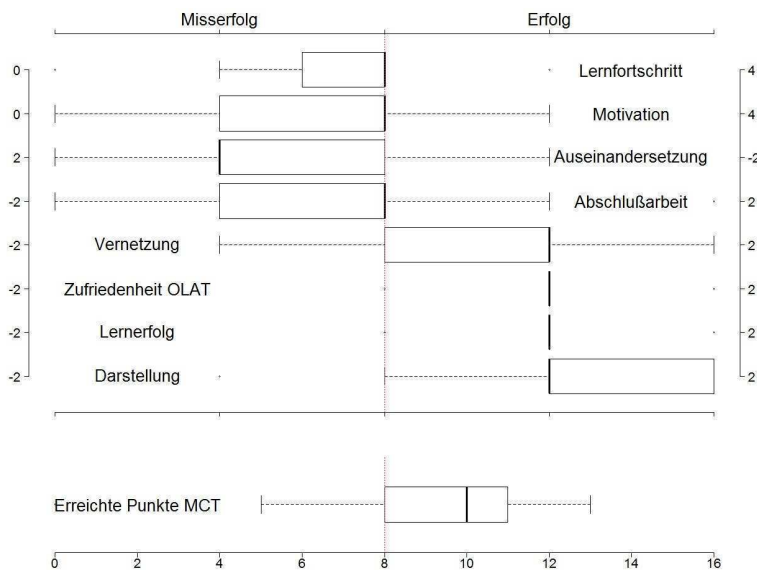 Misserfolg Erfolg
0 Lernfortschritt 4
0 Motivation 4
2 Auseinandersetzung -2
-2 Abschlußarbeit 2
-2 Vernetzung 2
-2 Zufriedenheit OLAT 2
-2 Lernerfolg 2
-2 Darstellung 2
Erreichte Punkte MCT
0 2 4 6 8 10 12 14 16